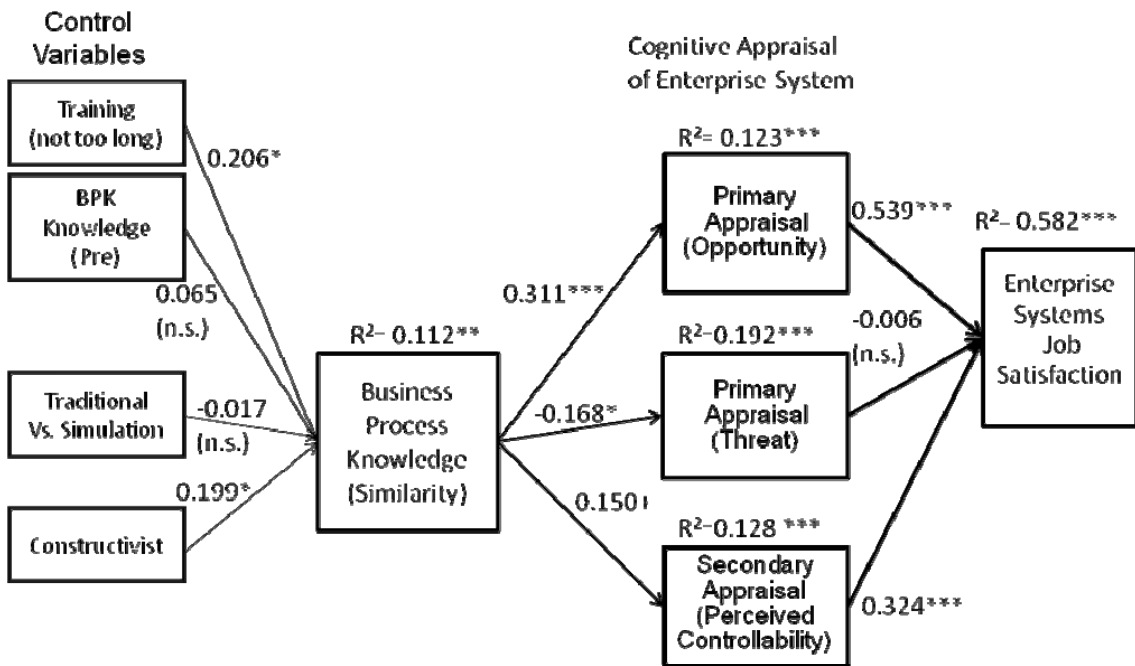 Control
Variables
Training
(not too long)
0.206*
BPK
Knowledge
(Pre)
0.065
(n.s.)
Traditional
Vs. Simulation
-0.017
(n.s.)
Constructivist
0.199*
R²= 0.112**
Business
Process
Knowledge
(Similarity)
0.311***
-0.168*
0.150+
Cognitive Appraisal
of Enterprise System
R²= 0.123***
Primary
Appraisal
(Opportunity)
0.539***
R²=0.192***
Primary
Appraisal
(Threat)
-0.006
(n.s.)
R²=0.128 ***
Secondary
Appraisal
(Perceived
Controllability)
0.324***
R²= 0.582***
Enterprise
Systems
Job
Satisfaction